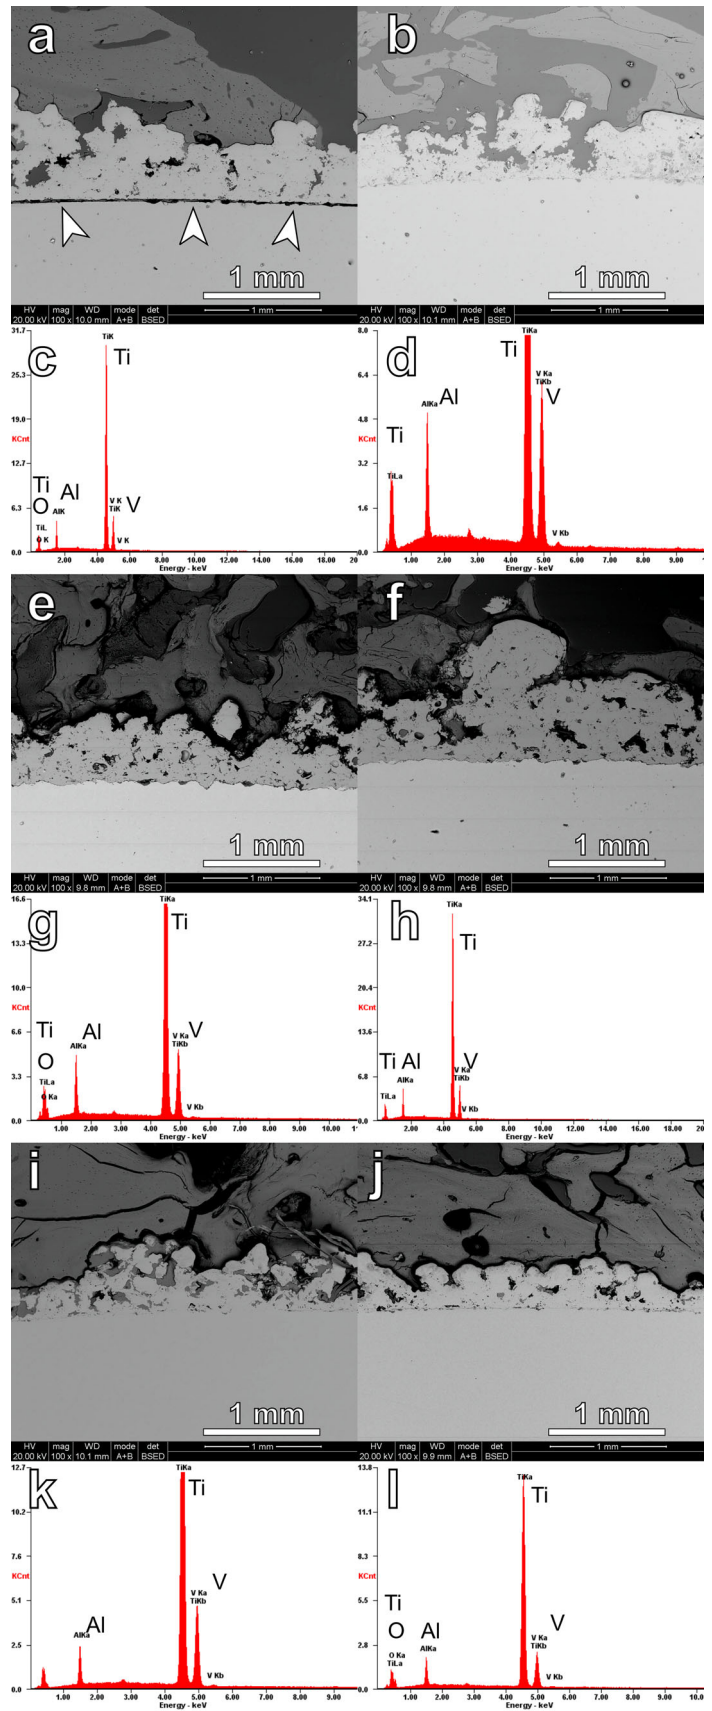 a
1 mm
HV mag WD mode det
20.00 kV 100 x 10.0 mm A+B BSED 1 mm
b
1 mm
HV mag WD mode det
20.00 kV 100 x 10.1 mm A+B BSED 1 mm
c
31.7
25.3
19.0
KCnt
12.7
6.3
0.0
TiK
Ti
Ti
O
TiL
O K
Al
AlK
V K
TiK
V
V K
2.00 4.00 6.00 8.00 10.00 12.00 14.00 16.00 18.00 20
Energy - keV
d
8.0
6.4
4.8
KCnt
3.2
1.6
0.0
TiKa
Ti
Ti
TiLa
AlKa
Al
V Ka
TiKb
V
V Kb
1.00 2.00 3.00 4.00 5.00 6.00 7.00 8.00 9.00 10
Energy - keV
e
1 mm
HV mag WD mode det
20.00 kV 100 x 9.8 mm A+B BSED 1 mm
f
1 mm
HV mag WD mode det
20.00 kV 100 x 9.8 mm A+B BSED 1 mm
g
16.6
13.3
10.0
KCnt
6.6
3.3
0.0
TiKa
Ti
Ti
O
TiLa
O Ka
Al
AlKa
V Ka
TiKb
V
V Kb
1.00 2.00 3.00 4.00 5.00 6.00 7.00 8.00 9.00
Energy - keV
h
34.1
27.2
20.4
KCnt
13.6
6.8
0.0
TiKa
Ti
Ti
TiLa
Al
AlKa
V Ka
TiKb
V
V Kb
2.00 4.00 6.00 8.00 10.00 12.00 14.00 16.00 18.00 20
Energy - keV
i
1 mm
HV mag WD mode det
20.00 kV 100 x 10.1 mm A+B BSED 1 mm
j
1 mm
HV mag WD mode det
20.00 kV 100 x 9.9 mm A+B BSED 1 mm
k
12.7
10.2
7.6
KCnt
5.1
2.5
0.0
TiKa
Ti
AlKa
Al
V Ka
TiKb
V
V Kb
1.00 2.00 3.00 4.00 5.00 6.00 7.00 8.00 9.00
Energy - keV
l
13.8
11.1
8.3
KCnt
5.5
2.8
0.0
TiKa
Ti
Ti
O
O Ka
TiLa
Al
AlKa
V Ka
TiKb
V
V Kb
1.00 2.00 3.00 4.00 5.00 6.00 7.00 8.00 9.00 10
Energy - keV